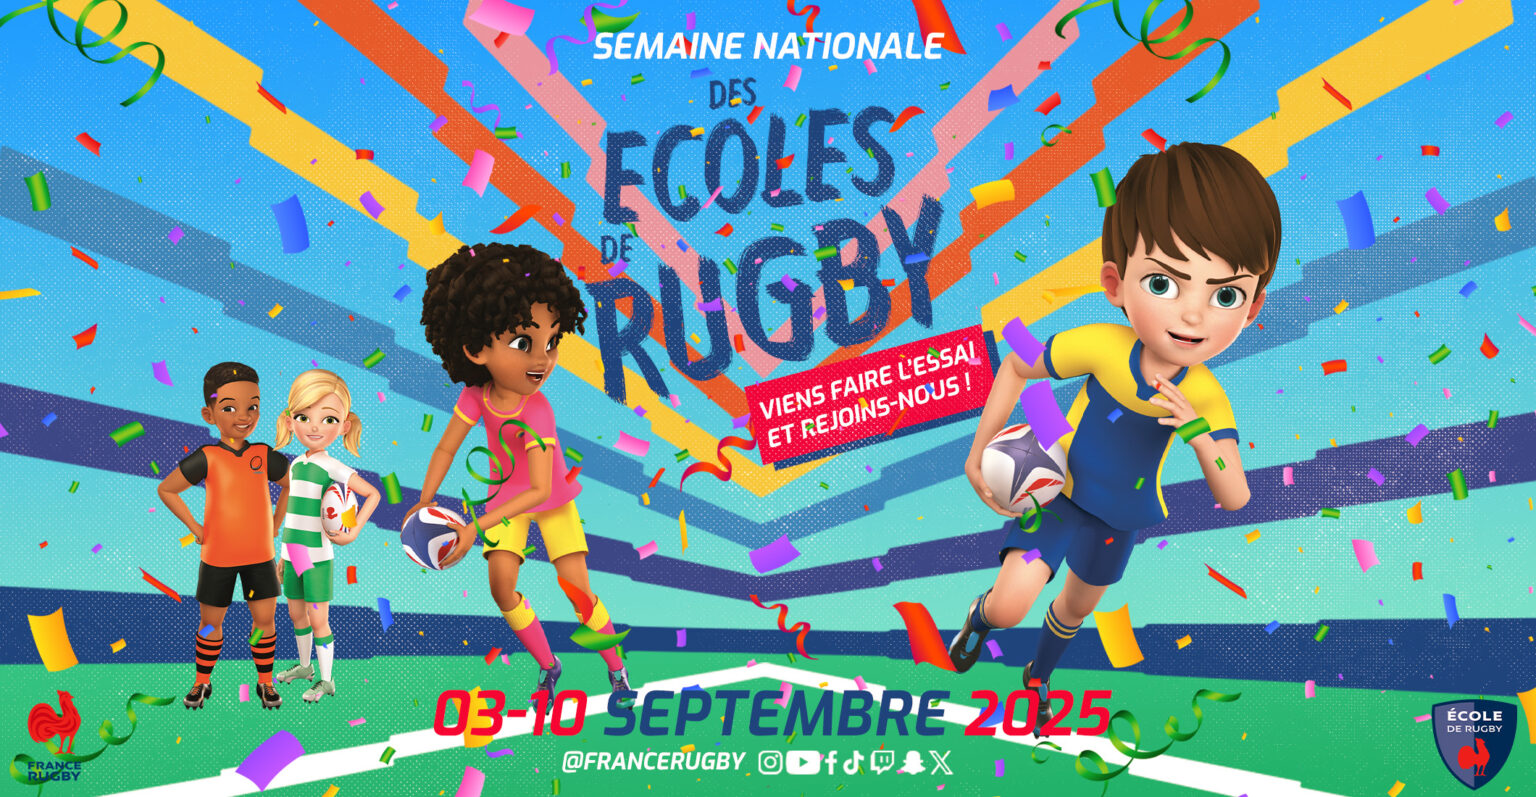 SEMAINE NATIONALE
DES
ECOLES
DE
RUGBY
VIENS FAIRE L'ESSAI
ET REJOINS-NOUS !
03-10 SEPTEMBRE 2025
@FRANCERUGBY
FRANCE
RUGBY
ÉCOLE
DE RUGBY